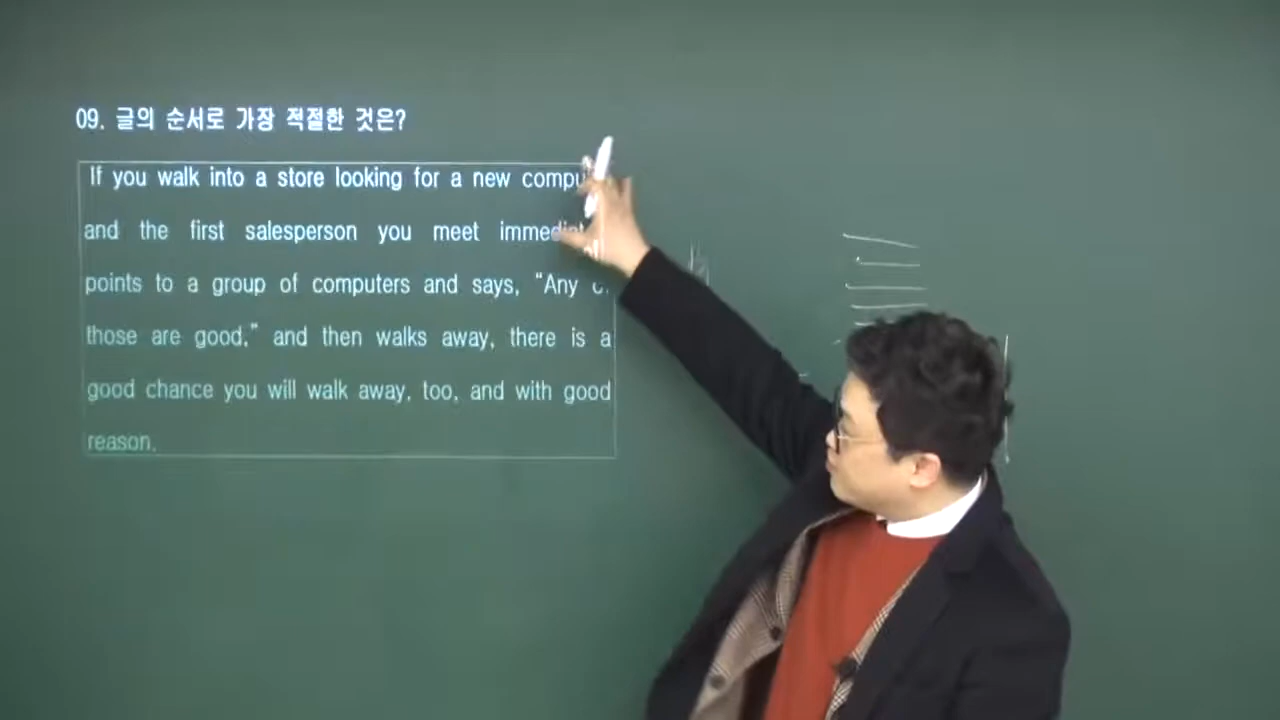 09. 글의 순서로 가장 적절한 것은?
If you walk into a store looking for a new
and the first salesperson you meet
points to a group of computers and says, “Any
those are good,” and then walks away, there is a
good chance you will walk away, too, and with good
reason.